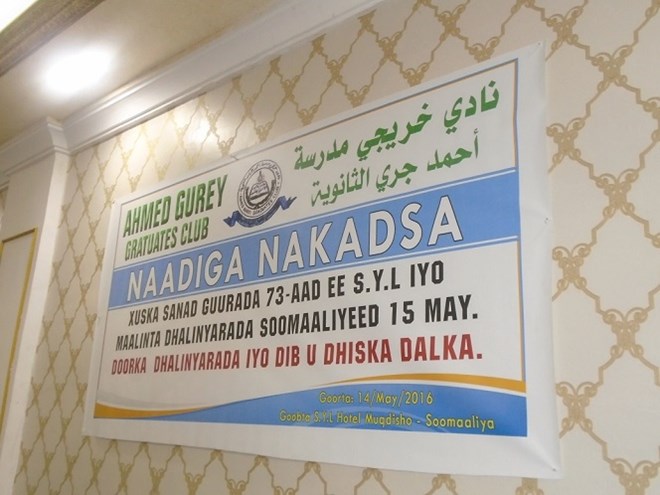 AHMED GUREY
GRATUATES CLUB
نادي خريجي مدرسة
أحمد جري الثانوية
NAADIGA NAKADSA
XUSKA SANAD GUURADA 73-AAD EE S.Y.L IYO
MAALINTA DHALINYARADA SOOMAALIYEED 15 MAY.
DOORKA DHALINYARADA IYO DIB U DHISKA DALKA.
Goorta: 14/May/2016
Goobta S.Y.L Hotel Muqdisho - Soomaaliya